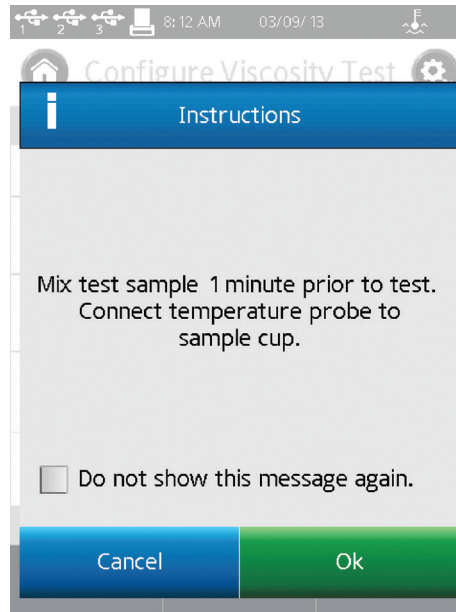 8:12 AM 03/09/13 F
1 2 3
Configure Viscosity Test
i Instructions
Mix test sample 1 minute prior to test.
Connect temperature probe to
sample cup.
Do not show this message again.
Cancel Ok